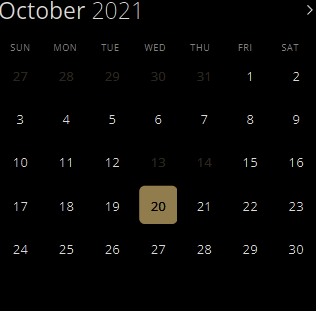 October 2021
SUN MON TUE WED THU FRI SAT
27 28 29 30 31 1 2
3 4 5 6 7 8 9
10 11 12 13 14 15 16
17 18 19 20 21 22 23
24 25 26 27 28 29 30